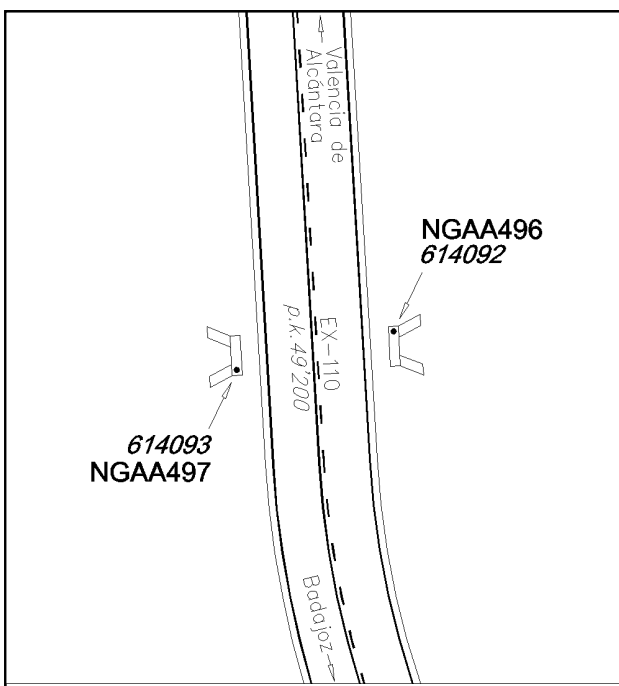 Valencia de
Alcántara
NGAA496
614092
EX-110
p.k. 49'200
614093
NGAA497
Badajoz